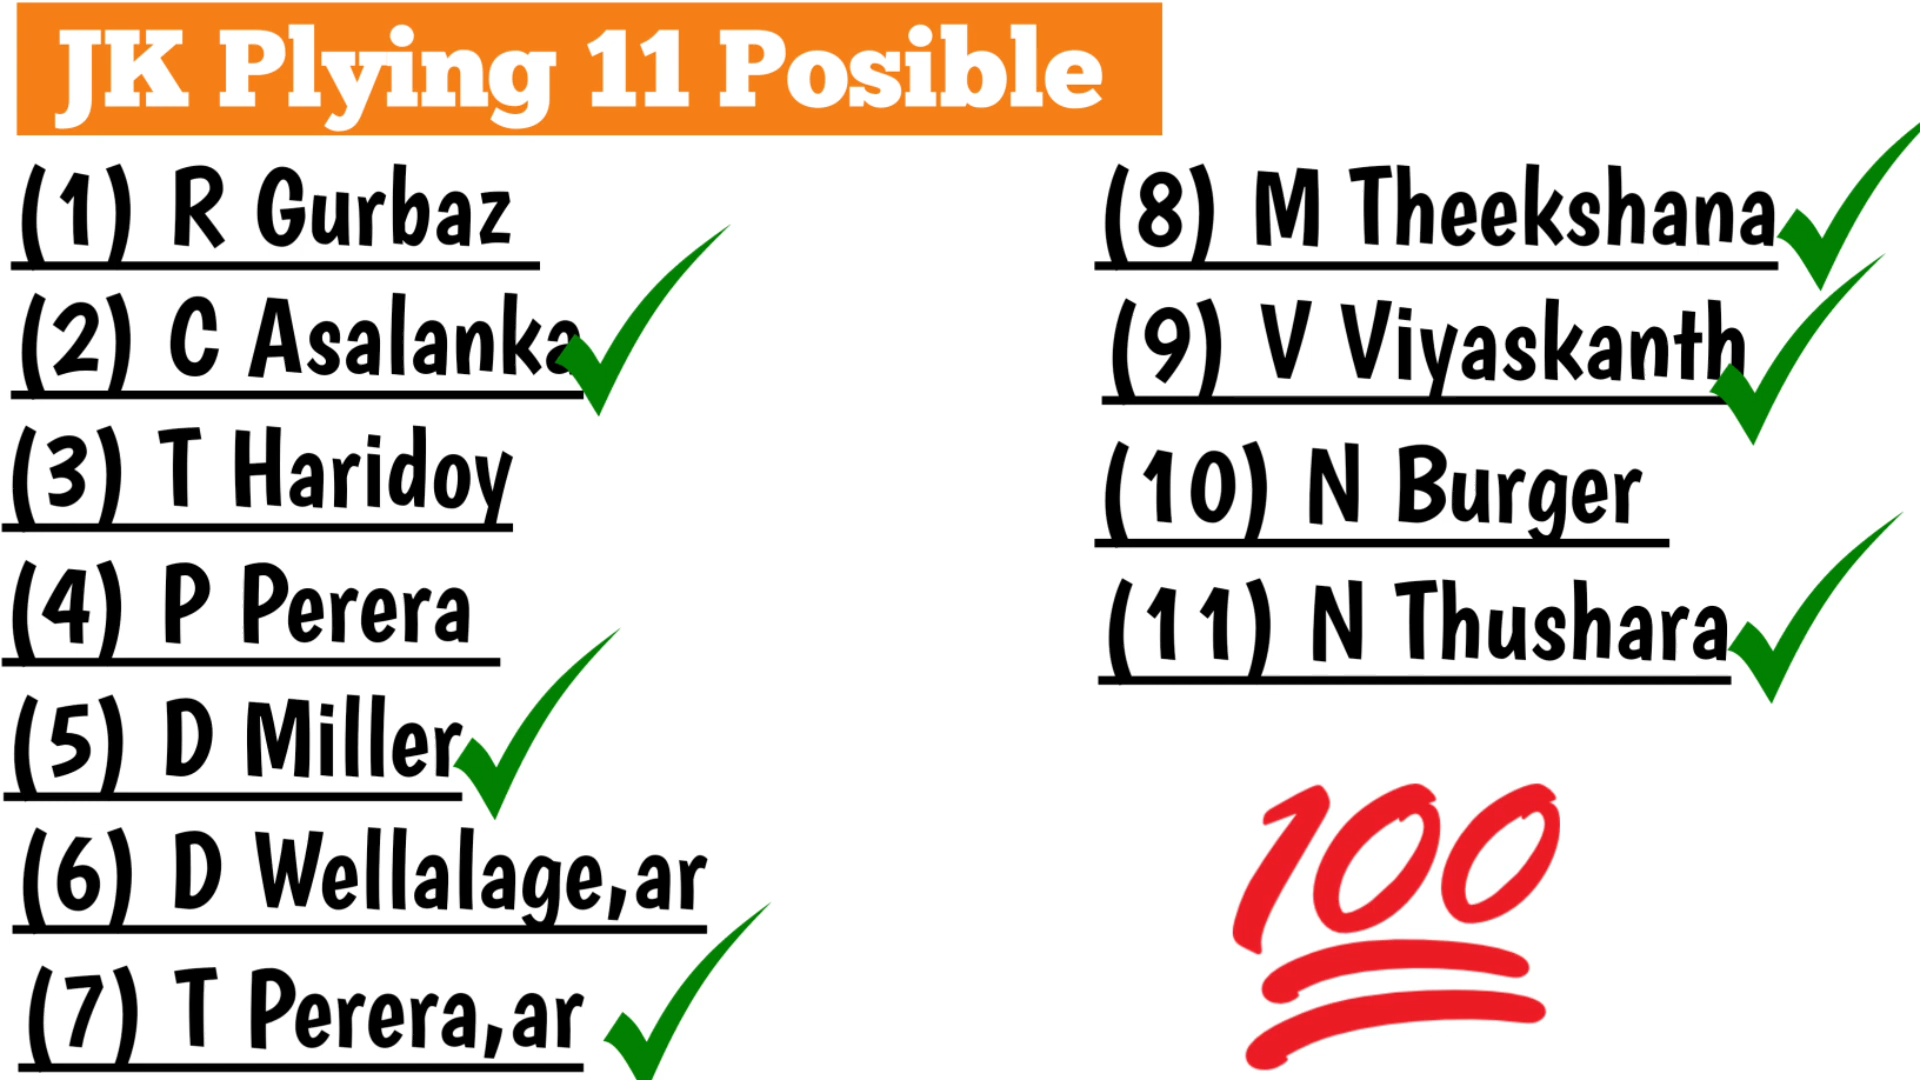 JK Plying 11 Posible
(1) R Gurbaz
(2) C Asalanka
(3) T Haridoy
(4) P Perera
(5) D Miller
(6) D Wellalage,ar
(7) T Perera,ar
(8) M Theekshana
(9) V Viyaskanth
(10) N Burger
(11) N Thushara
100